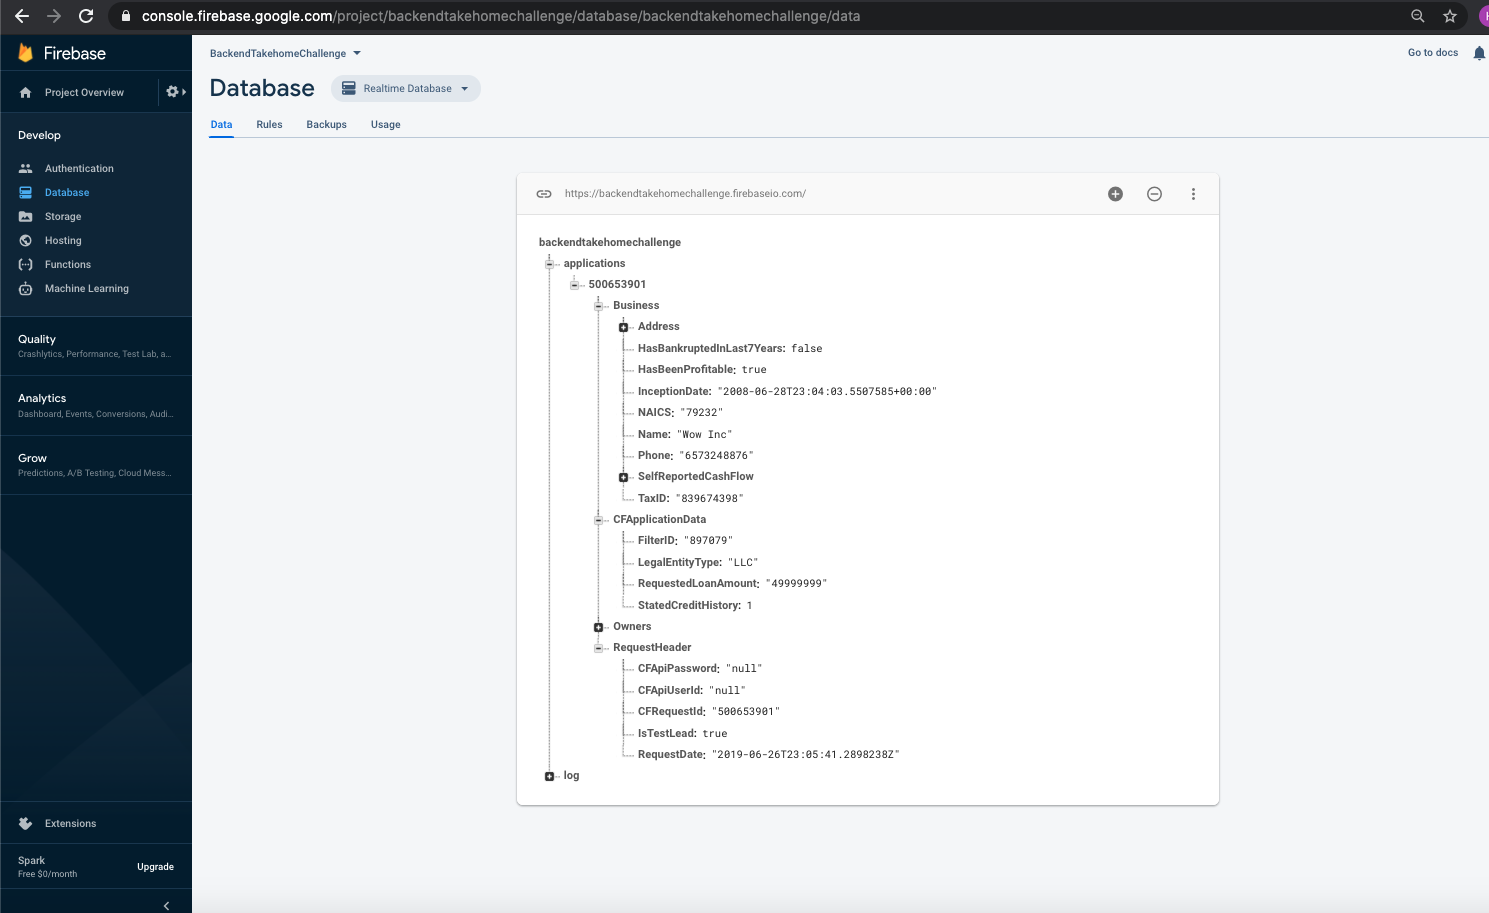 console.firebase.google.com/project/backendtakehomechallenge/database/backendtakehomechallenge/data
Firebase
Project Overview
Develop
Authentication
Database
Storage
Hosting
Functions
Machine Learning
Quality
Crashlytics, Performance, Test Lab, a...
Analytics
Dashboard, Events, Conversions, Audi...
Grow
Predictions, A/B Testing, Cloud Mess...
Extensions
Spark
Free $0/month
Upgrade
BackendTakehomeChallenge
Go to docs
Database
Realtime Database
Data Rules Backups Usage
https://backendtakehomechallenge.firebaseio.com/
backendtakehomechallenge
applications
500653901
Business
Address
HasBankruptedInLast7Years: false
HasBeenProfitable: true
InceptionDate: "2008-06-28T23:04:03.5507585+00:00"
NAICS: "79232"
Name: "Wow Inc"
Phone: "6573248876"
SelfReportedCashFlow
TaxID: "839674398"
CFApplicationData
FilterID: "897079"
LegalEntityType: "LLC"
RequestedLoanAmount: "49999999"
StatedCreditHistory: 1
Owners
RequestHeader
CFApiPassword: "null"
CFApiUserId: "null"
CFRequestId: "500653901"
IsTestLead: true
RequestDate: "2019-06-26T23:05:41.2898238Z"
log